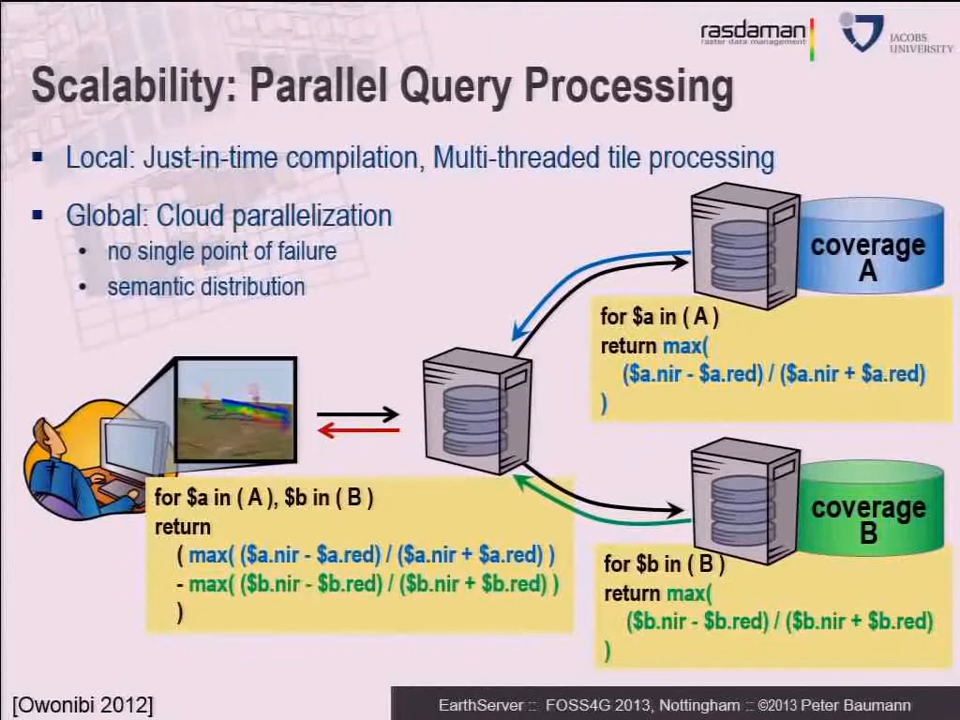 rasdaman
raster data management
JACOBS
UNIVERSITY
Scalability: Parallel Query Processing
▪ Local: Just-in-time compilation, Multi-threaded tile processing
▪ Global: Cloud parallelization
• no single point of failure
• semantic distribution
coverage
A
for $a in ( A )
return max(
($a.nir - $a.red) / ($a.nir + $a.red)
)
for $a in ( A ), $b in ( B )
return
( max( ($a.nir - $a.red) / ($a.nir + $a.red) )
- max( ($b.nir - $b.red) / ($b.nir + $b.red) )
)
coverage
B
for $b in ( B )
return max(
($b.nir - $b.red) / ($b.nir + $b.red)
)
[Owonibi 2012]
EarthServer :: FOSS4G 2013, Nottingham :: ©2013 Peter Baumann